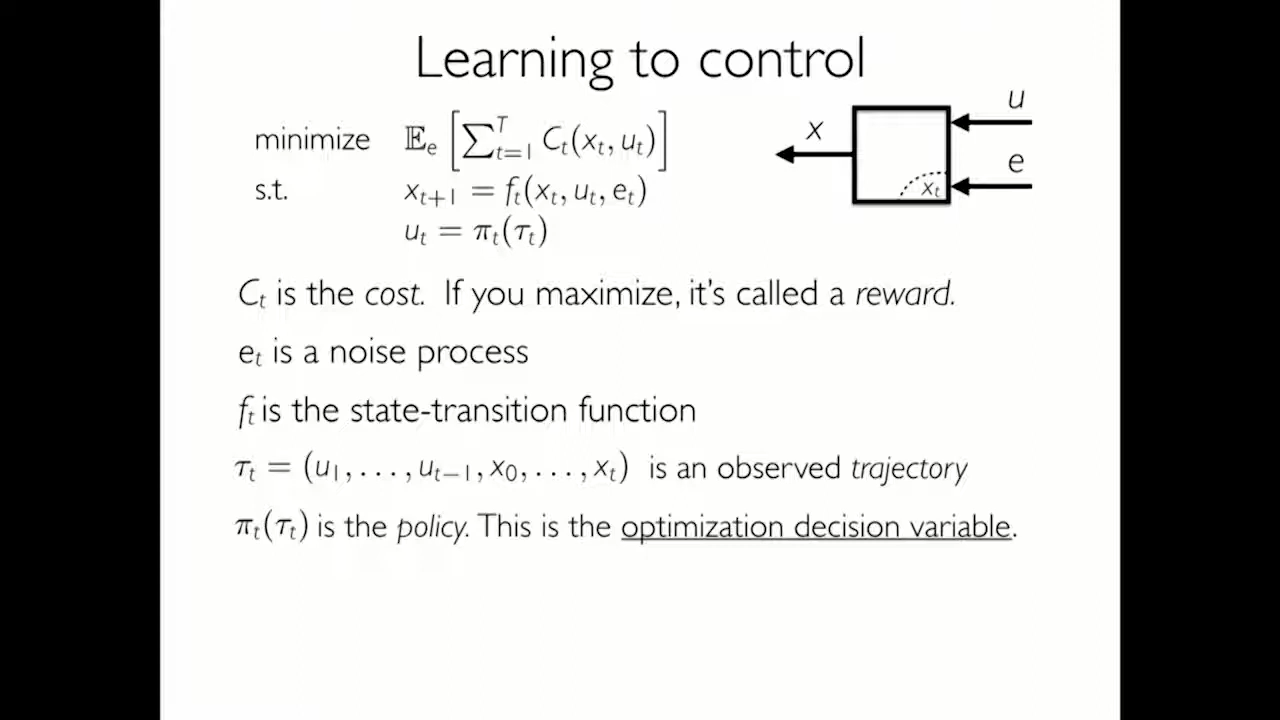 Learning to control
minimize 𝔼ₑ [∑ₜ₌₁ᵀ Cₜ(xₜ, uₜ)]
s.t. xₜ₊₁ = fₜ(xₜ, uₜ, eₜ)
uₜ = πₜ(τₜ)
u
x
e
xₜ
Cₜ is the cost. If you maximize, it's called a reward.
eₜ is a noise process
fₜ is the state-transition function
τₜ = (u₁, . . . , uₜ₋₁, x₀, . . . , xₜ) is an observed trajectory
πₜ(τₜ) is the policy. This is the optimization decision variable.